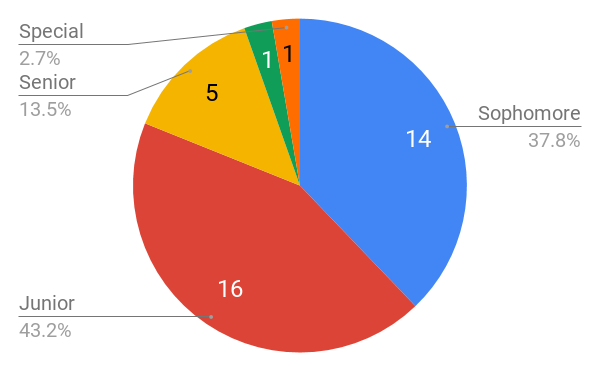 Special
2.7%
Senior
13.5%
1
1
5
Sophomore
37.8%
14
16
Junior
43.2%